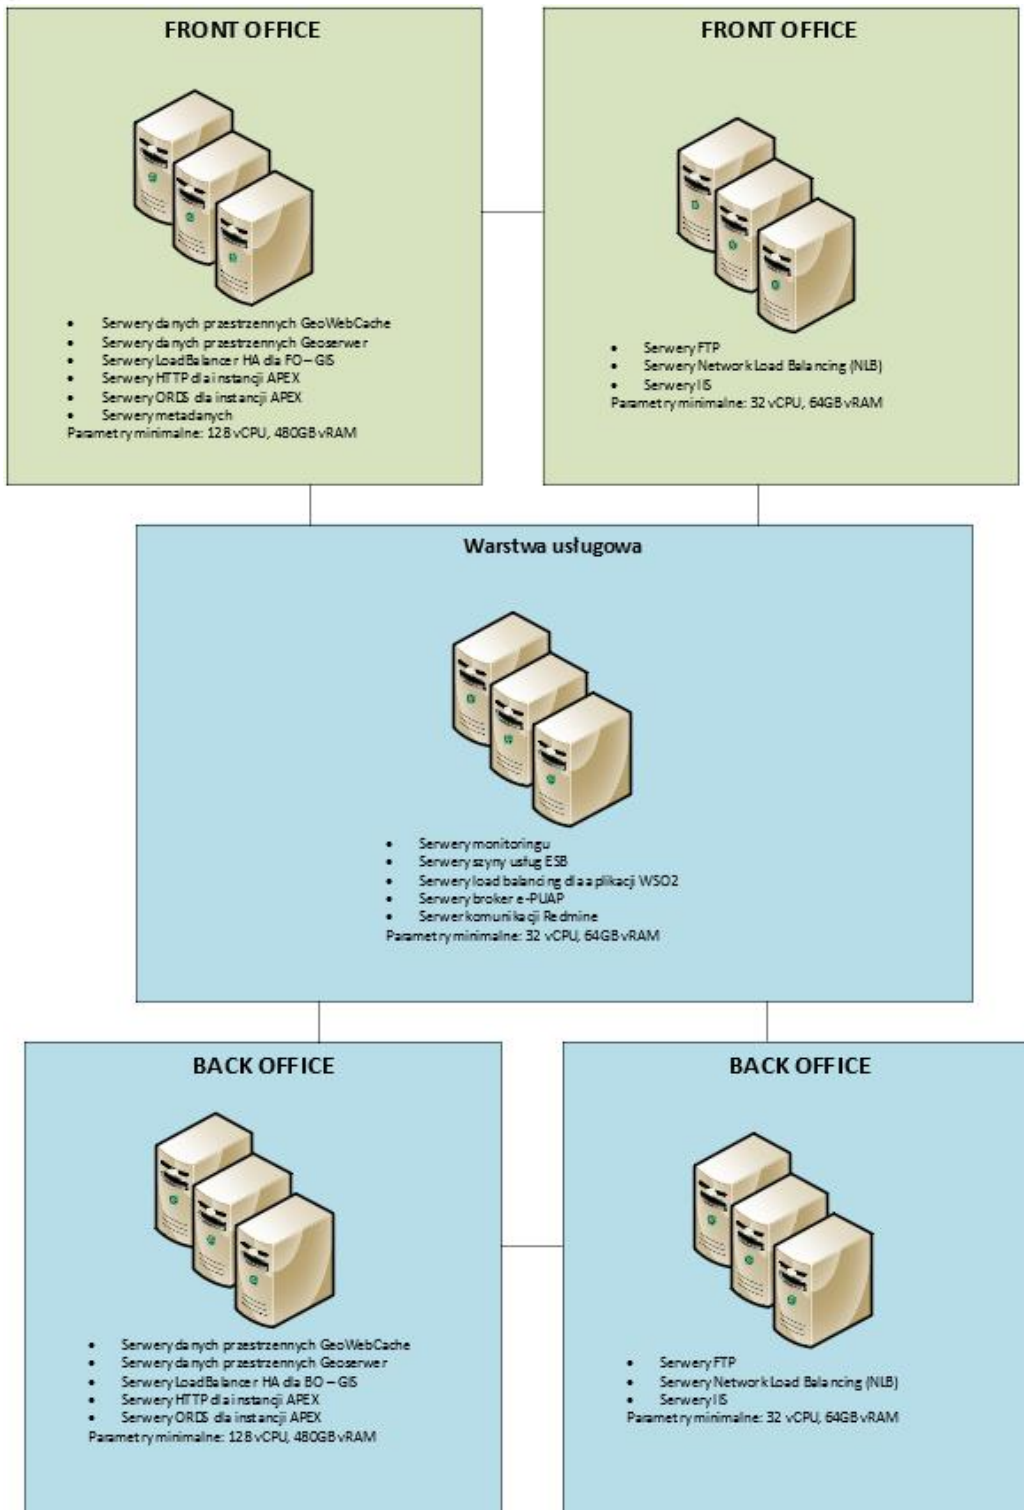 FRONT OFFICE
• Serwery danych przestrzennych GeoWebCache
• Serwery danych przestrzennych Geoserwer
• Serwery LoadBalancer HA dla FO – GIS
• Serwery HTTP dla instancji APEX
• Serwery ORDS dla instancji APEX
• Serwery metadanych
Parametry minimalne: 128 vCPU, 480GB vRAM
FRONT OFFICE
• Serwery FTP
• Serwery Network Load Balancing (NLB)
• Serwery IIS
Parametry minimalne: 32 vCPU, 64GB vRAM
Warstwa usługowa
• Serwery monitoringu
• Serwery szyny usług ESB
• Serwery load balancing dla aplikacji WSO2
• Serwery broker e-PUAP
• Serwer komunikacji Redmine
Parametry minimalne: 32 vCPU, 64GB vRAM
BACK OFFICE
• Serwery danych przestrzennych GeoWebCache
• Serwery danych przestrzennych Geoserwer
• Serwery LoadBalancer HA dla BO – GIS
• Serwery HTTP dla instancji APEX
• Serwery ORDS dla instancji APEX
Parametry minimalne: 128 vCPU, 480GB vRAM
BACK OFFICE
• Serwery FTP
• Serwery Network Load Balancing (NLB)
• Serwery IIS
Parametry minimalne: 32 vCPU, 64GB vRAM